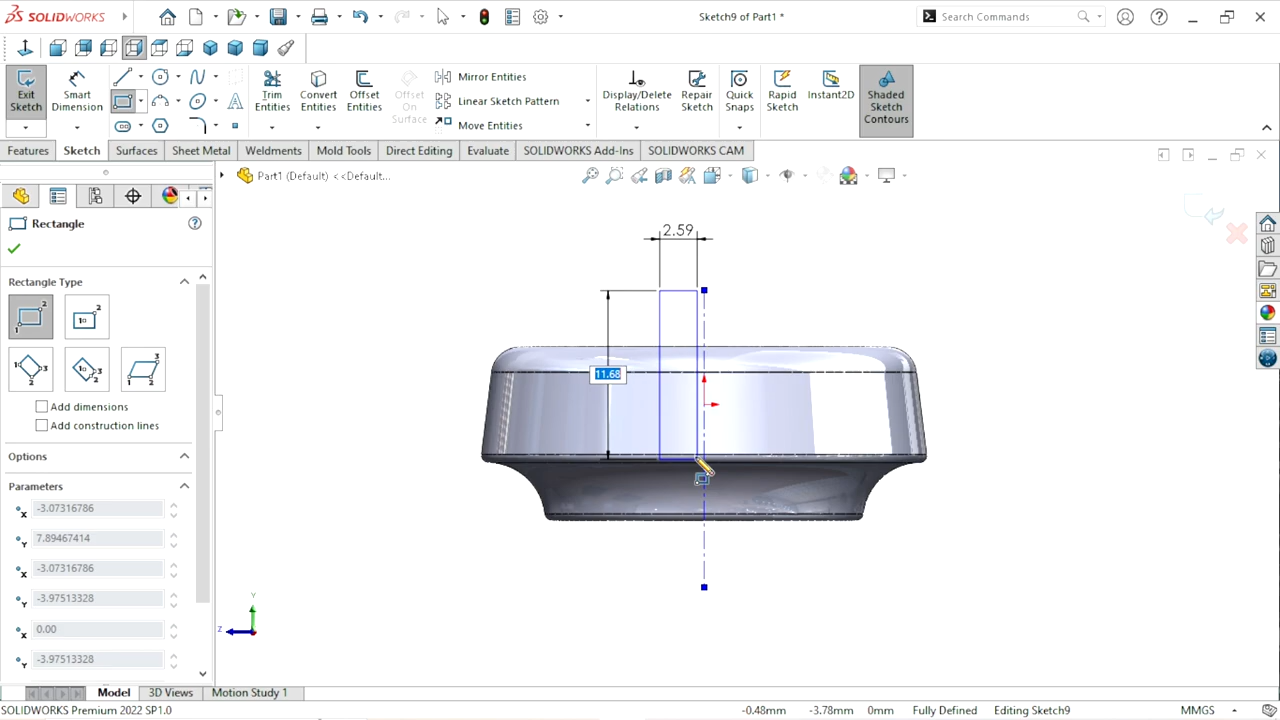 SOLIDWORKS
Sketch9 of Part1 *
Search Commands
Exit Sketch
Smart Dimension
Trim Entities
Convert Entities
Offset Entities
Offset On Surface
Mirror Entities
Linear Sketch Pattern
Move Entities
Display/Delete Relations
Repair Sketch
Quick Snaps
Rapid Sketch
Instant2D
Shaded Sketch Contours
Features
Sketch
Surfaces
Sheet Metal
Weldments
Mold Tools
Direct Editing
Evaluate
SOLIDWORKS Add-Ins
SOLIDWORKS CAM
Part1 (Default) <<Default...
Rectangle
Rectangle Type
Add dimensions
Add construction lines
Options
Parameters
-3.07316786
7.89467414
-3.07316786
-3.97513328
0.00
-3.97513328
2.59
11.68
Y
Z
Model
3D Views
Motion Study 1
SOLIDWORKS Premium 2022 SP1.0
-0.48mm
-3.78mm
0mm
Fully Defined
Editing Sketch9
MMGS